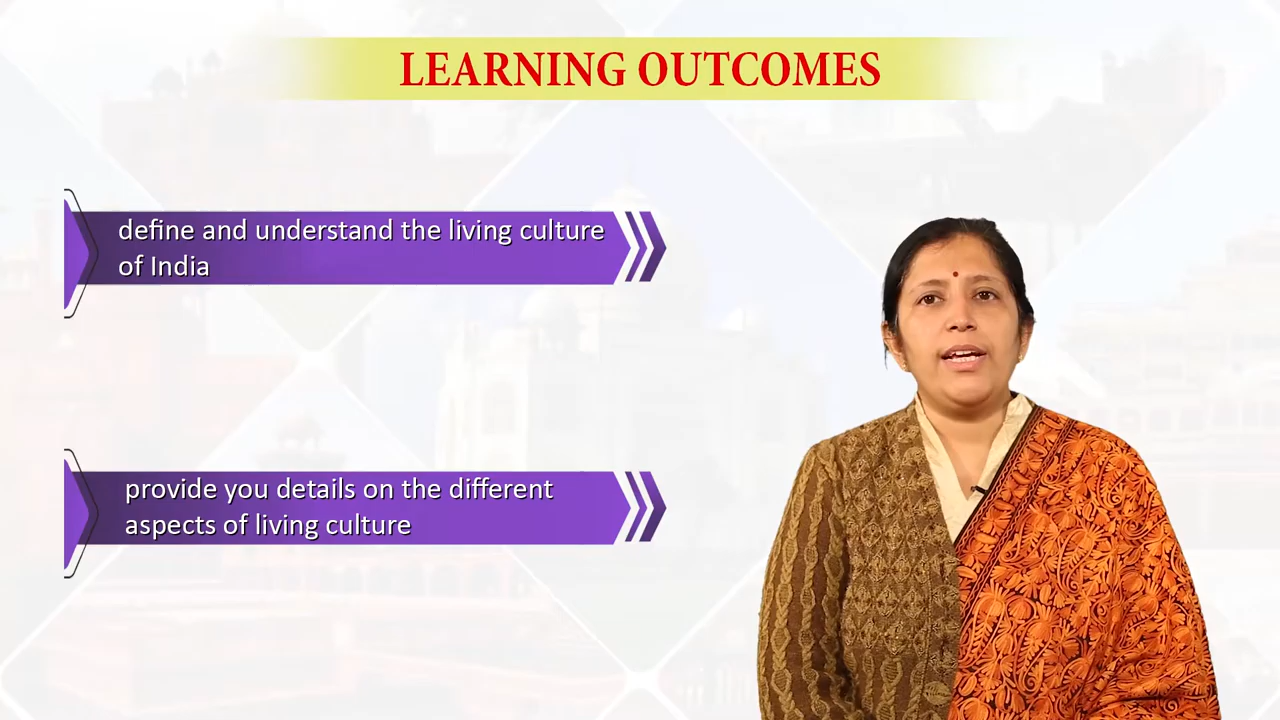 LEARNING OUTCOMES
define and understand the living culture
of India
provide you details on the different
aspects of living culture